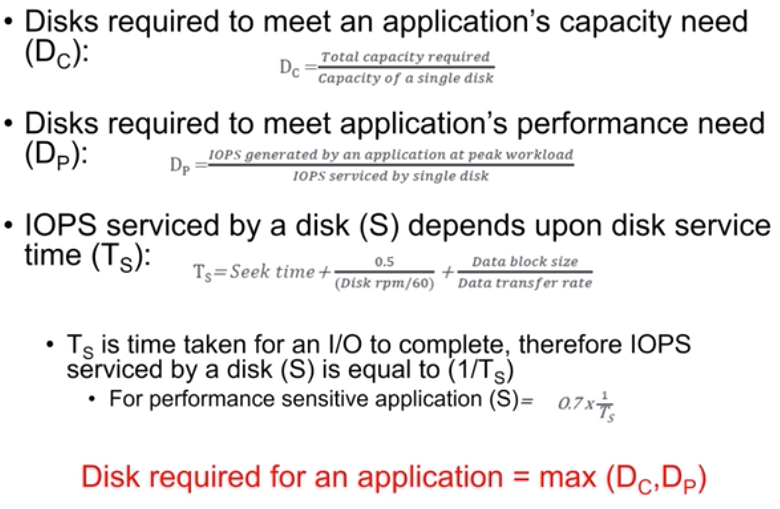 • Disks required to meet an application's capacity need
(D_C):
D_C = Total capacity required / Capacity of a single disk
• Disks required to meet application's performance need
(D_P):
D_P = IOPS generated by an application at peak workload / IOPS serviced by single disk
• IOPS serviced by a disk (S) depends upon disk service
time (T_S):
T_S = Seek time + 0.5 / (Disk rpm/60) + Data block size / Data transfer rate
• T_S is time taken for an I/O to complete, therefore IOPS
serviced by a disk (S) is equal to (1/T_S)
• For performance sensitive application (S)= 0.7 x 1/T_S
Disk required for an application = max (D_C,D_P)